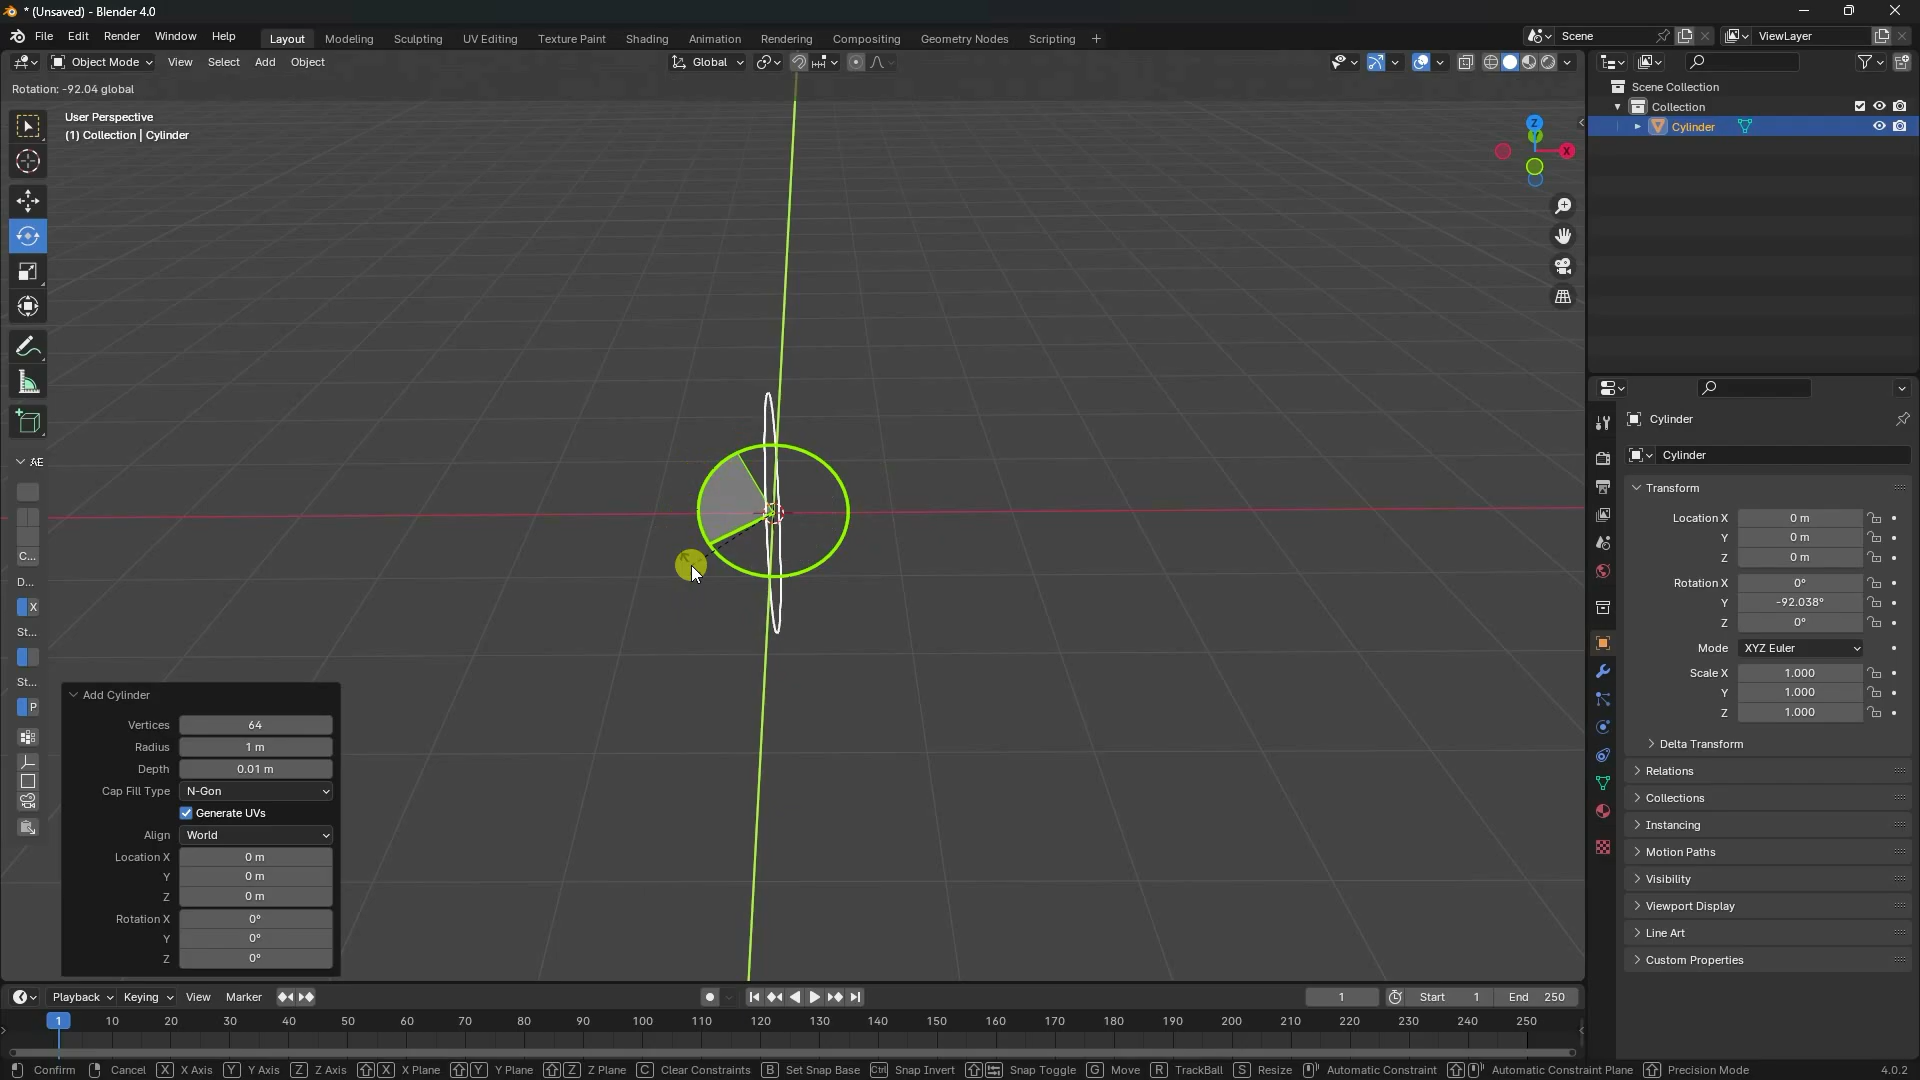 * (Unsaved) - Blender 4.0
File Edit Render Window Help
Layout Modeling Sculpting UV Editing Texture Paint Shading Animation Rendering Compositing Geometry Nodes Scripting +
Scene
ViewLayer
Object Mode View Select Add Object
Global
Rotation: -92.04 global
User Perspective
(1) Collection | Cylinder
Z
Y
X
Scene Collection
Collection
Cylinder
AE
C...
D...
X
St...
St...
P
Add Cylinder
Vertices 64
Radius 1 m
Depth 0.01 m
Cap Fill Type N-Gon
Generate UVs
Align World
Location X 0 m
Y 0 m
Z 0 m
Rotation X 0°
Y 0°
Z 0°
Cylinder
Cylinder
Transform
Location X 0 m
Y 0 m
Z 0 m
Rotation X 0°
Y -92.038°
Z 0°
Mode XYZ Euler
Scale X 1.000
Y 1.000
Z 1.000
Delta Transform
Relations
Collections
Instancing
Motion Paths
Visibility
Viewport Display
Line Art
Custom Properties
Playback Keying View Marker
1 Start 1 End 250
1 10 20 30 40 50 60 70 80 90 100 110 120 130 140 150 160 170 180 190 200 210 220 230 240 250
Confirm Cancel X X Axis Y Y Axis Z Z Axis X X Plane Y Y Plane Z Z Plane C Clear Constraints B Set Snap Base Ctrl Snap Invert Snap Toggle G Move R TrackBall S Resize Automatic Constraint Automatic Constraint Plane Precision Mode 4.0.2